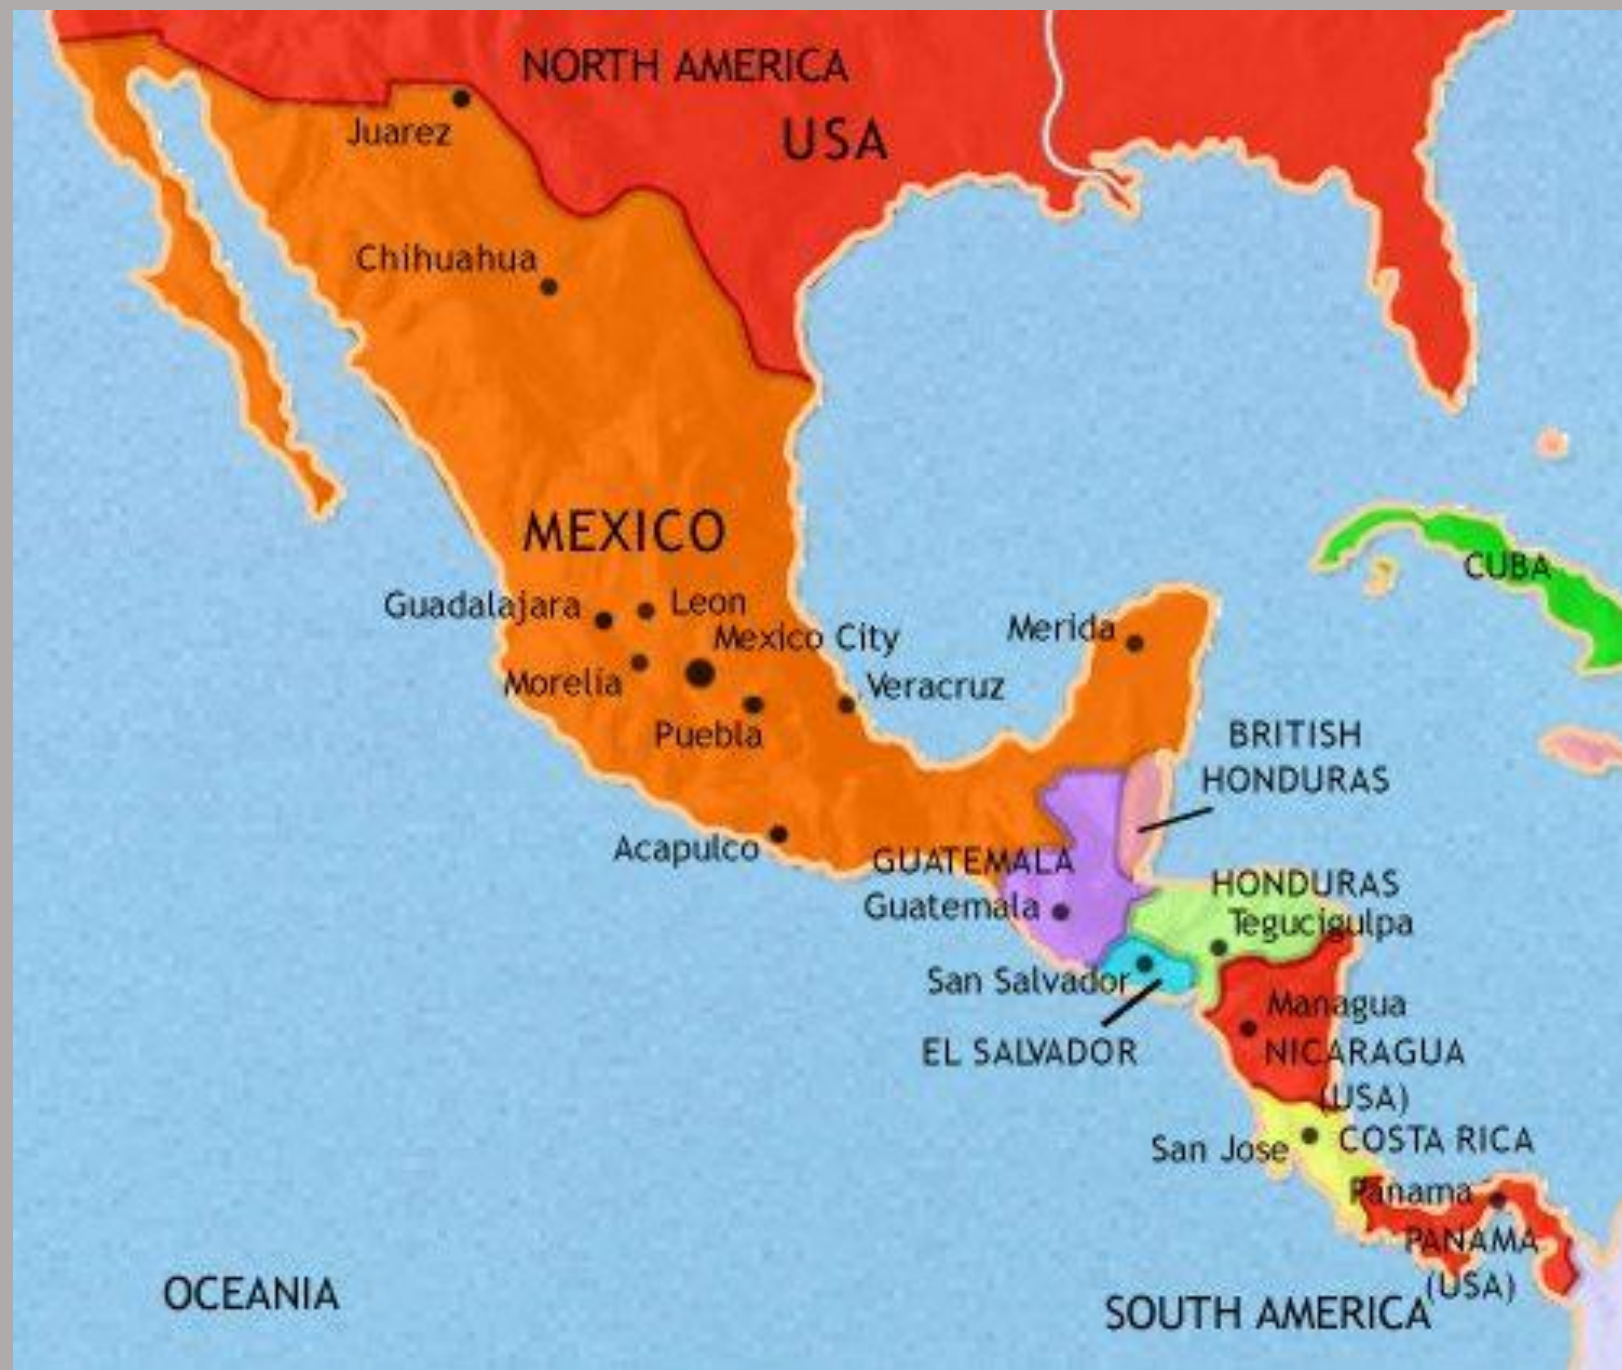 NORTH AMERICA
USA
Juarez
Chihuahua
MEXICO
Guadalajara
Leon
Mexico City
Merida
Morelia
Veracruz
Puebla
CUBA
BRITISH
HONDURAS
Acapulco
GUATEMALA
Guatemala
HONDURAS
Tegucigulpa
San Salvador
EL SALVADOR
Managua
NICARAGUA
(USA)
San Jose
COSTA RICA
Panama
PANAMA
(USA)
OCEANIA
SOUTH AMERICA